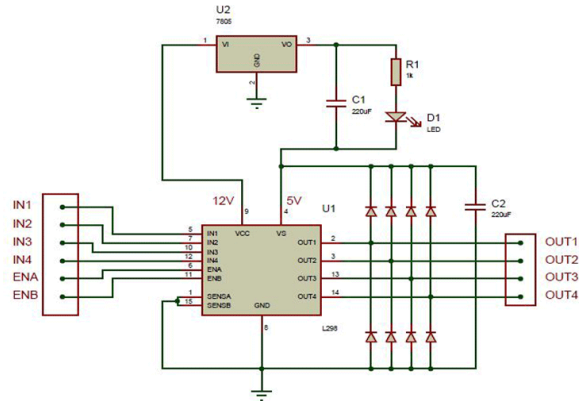 U2
7805
1 VI VO 3
GND
2
R1
1k
C1
220uF
D1
LED
12V 5V
9 4 U1
C2
220uF
IN1
IN2
IN3
IN4
ENA
ENB
5 IN1 VCC VS
7 IN2 OUT1 2
10 IN3 OUT2 3
12 IN4 OUT3 13
6 ENA OUT4 14
11 ENB
1 SENSA
15 SENSB GND
8
L298
OUT1
OUT2
OUT3
OUT4